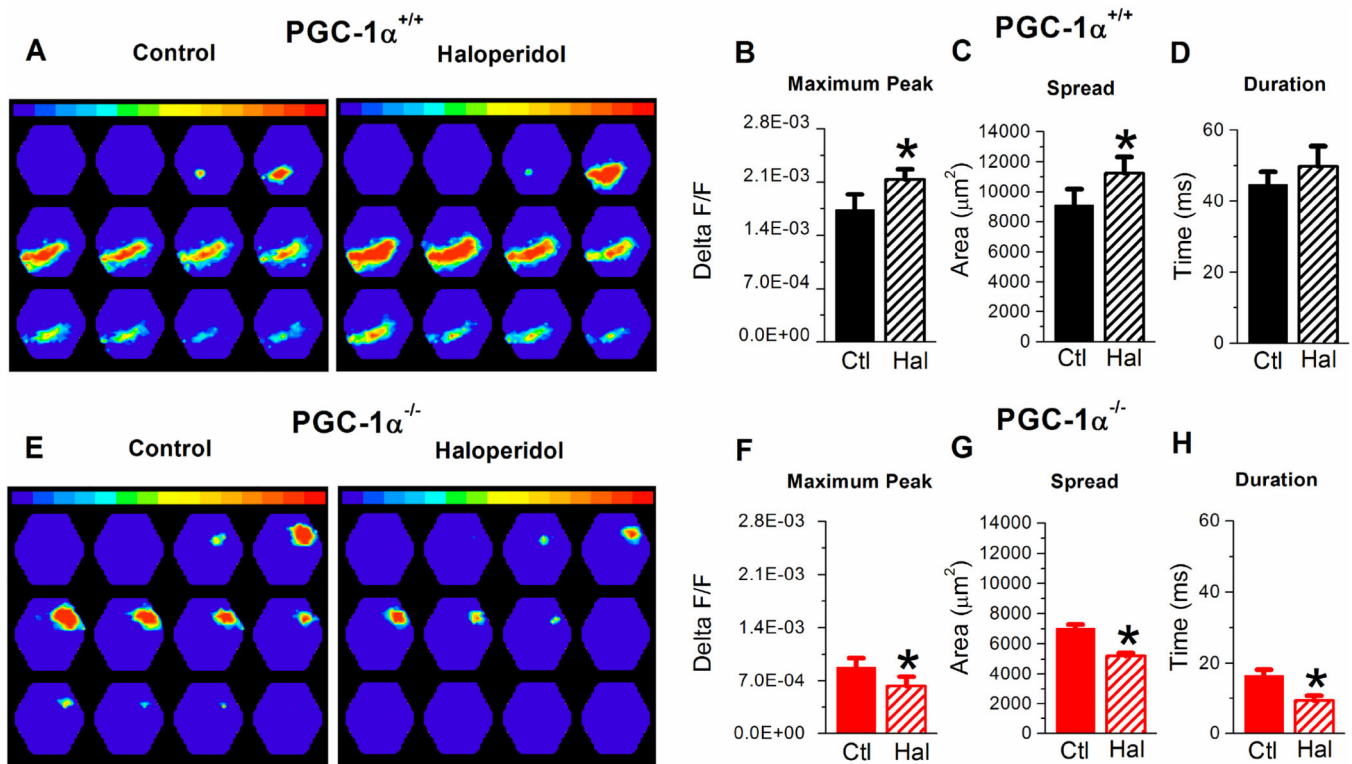 PGC-1α+/+
A
Control
Haloperidol
PGC-1α+/+
B
Maximum Peak
Delta F/F
2.8E-03
2.1E-03
1.4E-03
7.0E-04
0.0E+00
*
Ctl Hal
C
Spread
Area (μm²)
14000
12000
10000
8000
6000
4000
2000
0
*
Ctl Hal
D
Duration
Time (ms)
60
40
20
0
Ctl Hal
PGC-1α-/-
E
Control
Haloperidol
PGC-1α-/-
F
Maximum Peak
Delta F/F
2.8E-03
2.1E-03
1.4E-03
7.0E-04
0.0E+00
*
Ctl Hal
G
Spread
Area (μm²)
14000
12000
10000
8000
6000
4000
2000
0
*
Ctl Hal
H
Duration
Time (ms)
60
40
20
0
*
Ctl Hal